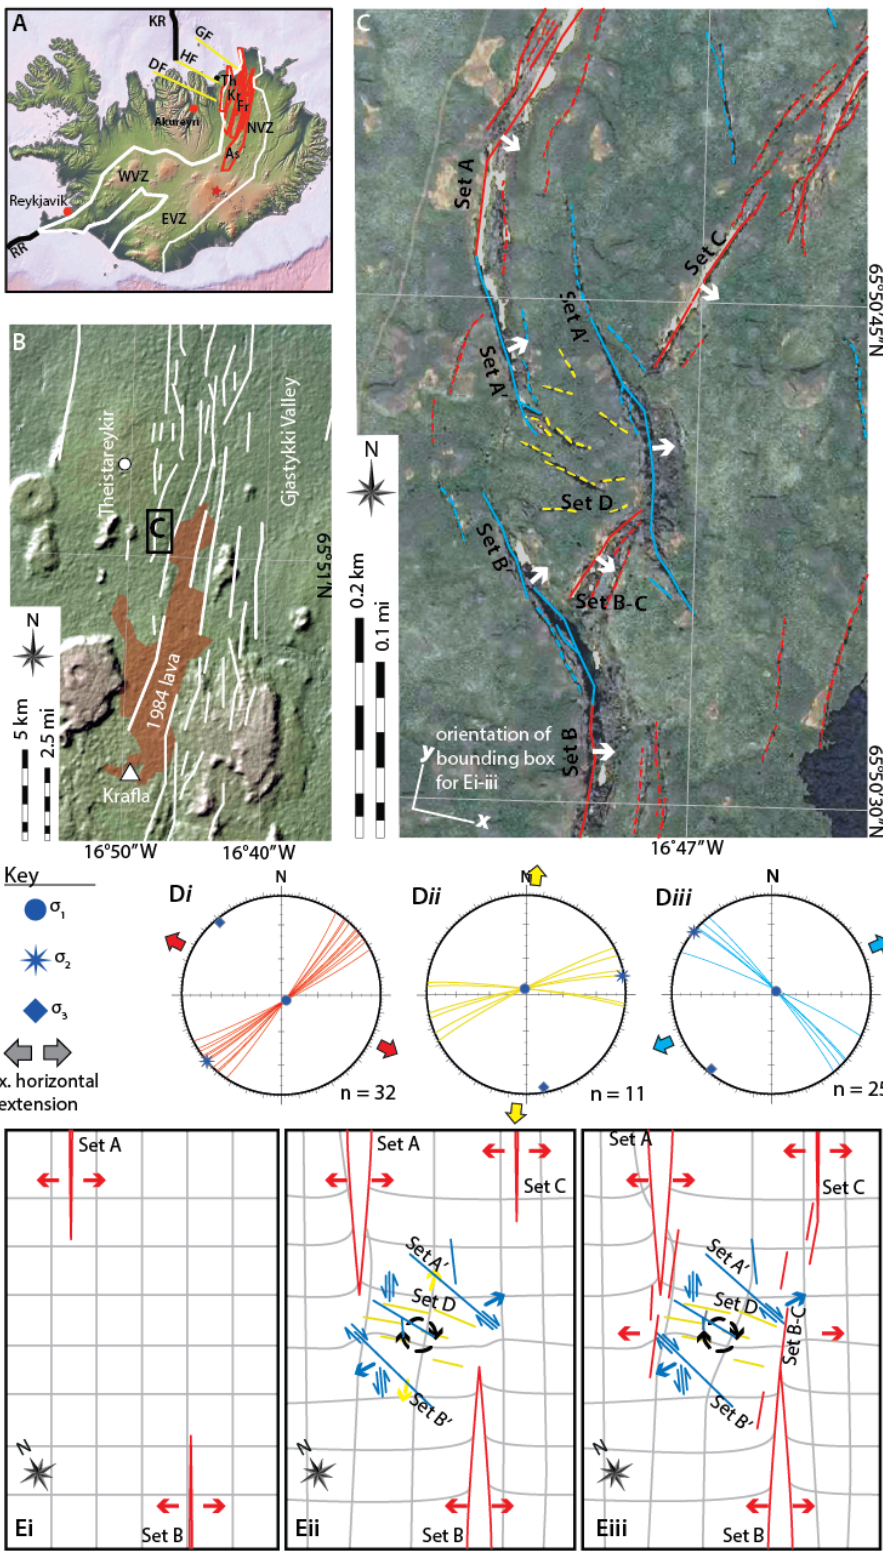 A
KR
GF
HF
DF
Th
Kr
Fr
Akureyri
NVZ
As
WVZ
Reykjavik
EVZ
RR
B
Theistareykir
Gjastykki Valley
C
65°51'N
N
1984 lava
5 km
2.5 mi
Krafla
16°50”W
16°40”W
C
Set A
Set C
65°50'45”N
Set A’
Set A’
N
Set D
Set B
Set B-C
0.2 km
0.1 mi
orientation of
bounding box
for Ei-iii
y
x
Set B
65°50'30”N
16°47”W
Key
σ1
σ2
σ3
x. horizontal
extension
Di
N
n = 32
Dii
N
n = 11
Diii
N
n = 25
Set A
N
Set B
Ei
Set A
Set C
Set A’
Set D
Set B’
N
Set B
Eii
Set A
Set C
Set A’
Set D
Set B-C
Set B’
N
Set B
Eiii